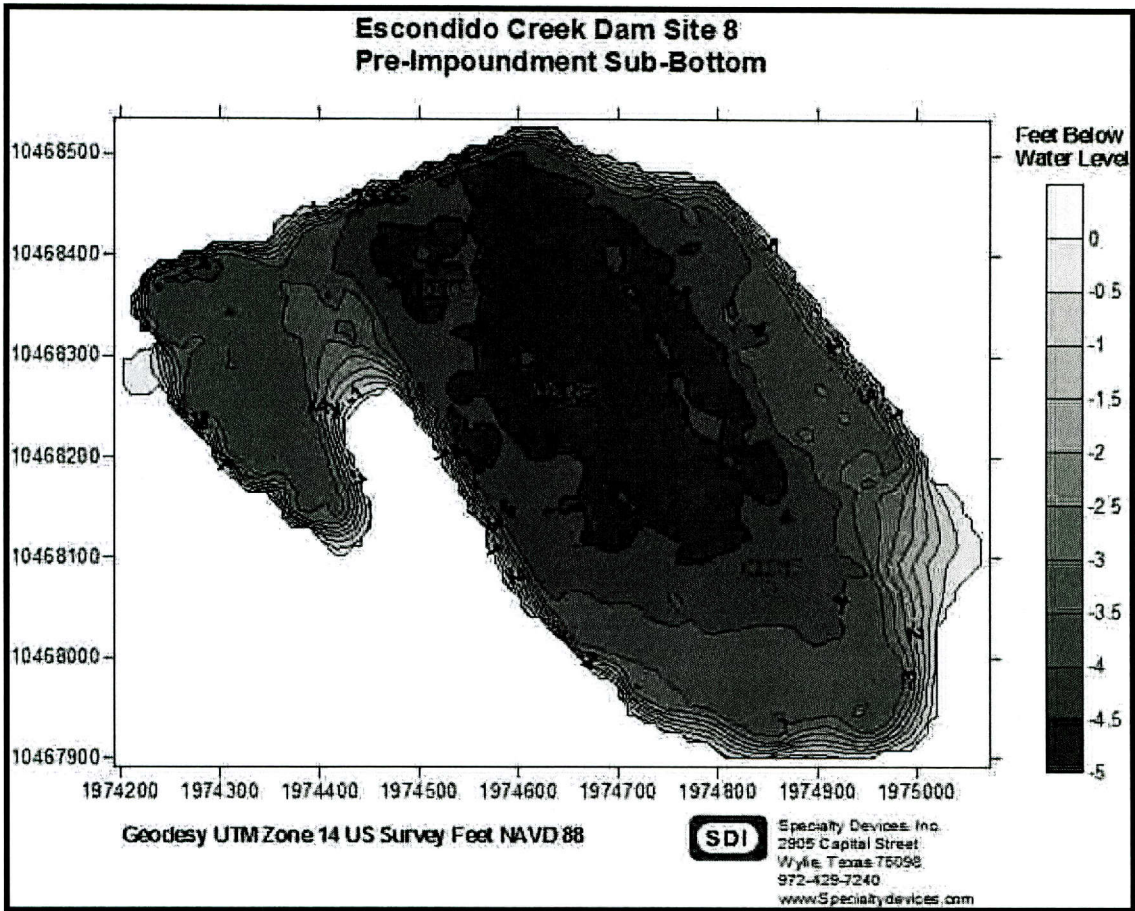 Escondido Creek Dam Site 8
Pre-Impoundment Sub-Bottom
Feet Below
Water Level
0
-0.5
-1
-1.5
-2
-2.5
-3
-3.5
-4
-4.5
-5
10468500
10468400
10468300
10468200
10468100
10468000
10467900
1974200 1974300 1974400 1974500 1974600 1974700 1974800 1974900 1975000
Geodesy UTM Zone 14 US Survey Feet NAVD 88
SDI
Specialty Devices, Inc.
2905 Capital Street
Wylie, Texas 75098
972-429-7240
www.Specialtydevices.com